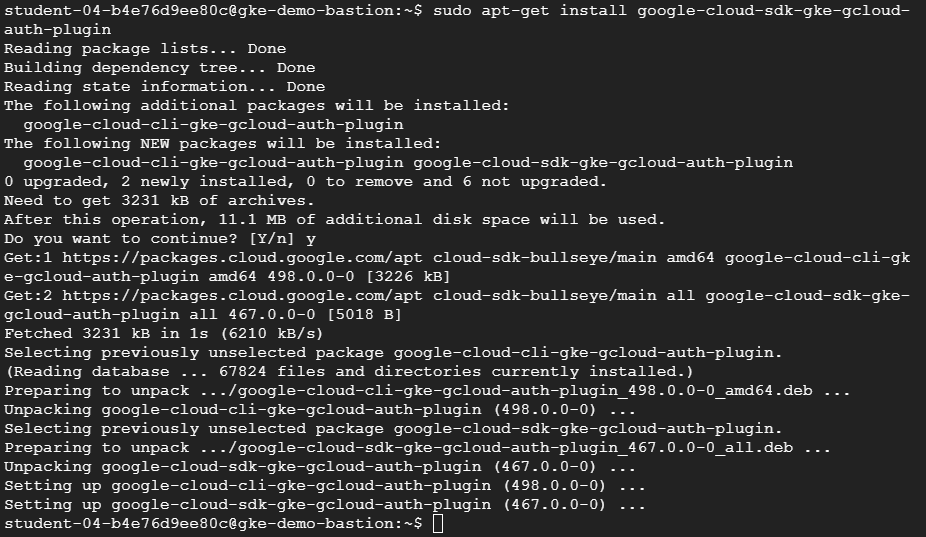 student-04-b4e76d9ee80c@gke-demo-bastion:~$ sudo apt-get install google-cloud-sdk-gke-gcloud-
auth-plugin
Reading package lists... Done
Building dependency tree... Done
Reading state information... Done
The following additional packages will be installed:
  google-cloud-cli-gke-gcloud-auth-plugin
The following NEW packages will be installed:
  google-cloud-cli-gke-gcloud-auth-plugin google-cloud-sdk-gke-gcloud-auth-plugin
0 upgraded, 2 newly installed, 0 to remove and 6 not upgraded.
Need to get 3231 kB of archives.
After this operation, 11.1 MB of additional disk space will be used.
Do you want to continue? [Y/n] y
Get:1 https://packages.cloud.google.com/apt cloud-sdk-bullseye/main amd64 google-cloud-cli-gk
e-gcloud-auth-plugin amd64 498.0.0-0 [3226 kB]
Get:2 https://packages.cloud.google.com/apt cloud-sdk-bullseye/main all google-cloud-sdk-gke-
gcloud-auth-plugin all 467.0.0-0 [5018 B]
Fetched 3231 kB in 1s (6210 kB/s)
Selecting previously unselected package google-cloud-cli-gke-gcloud-auth-plugin.
(Reading database ... 67824 files and directories currently installed.)
Preparing to unpack .../google-cloud-cli-gke-gcloud-auth-plugin_498.0.0-0_amd64.deb ...
Unpacking google-cloud-cli-gke-gcloud-auth-plugin (498.0.0-0) ...
Selecting previously unselected package google-cloud-sdk-gke-gcloud-auth-plugin.
Preparing to unpack .../google-cloud-sdk-gke-gcloud-auth-plugin_467.0.0-0_all.deb ...
Unpacking google-cloud-sdk-gke-gcloud-auth-plugin (467.0.0-0) ...
Setting up google-cloud-cli-gke-gcloud-auth-plugin (498.0.0-0) ...
Setting up google-cloud-sdk-gke-gcloud-auth-plugin (467.0.0-0) ...
student-04-b4e76d9ee80c@gke-demo-bastion:~$